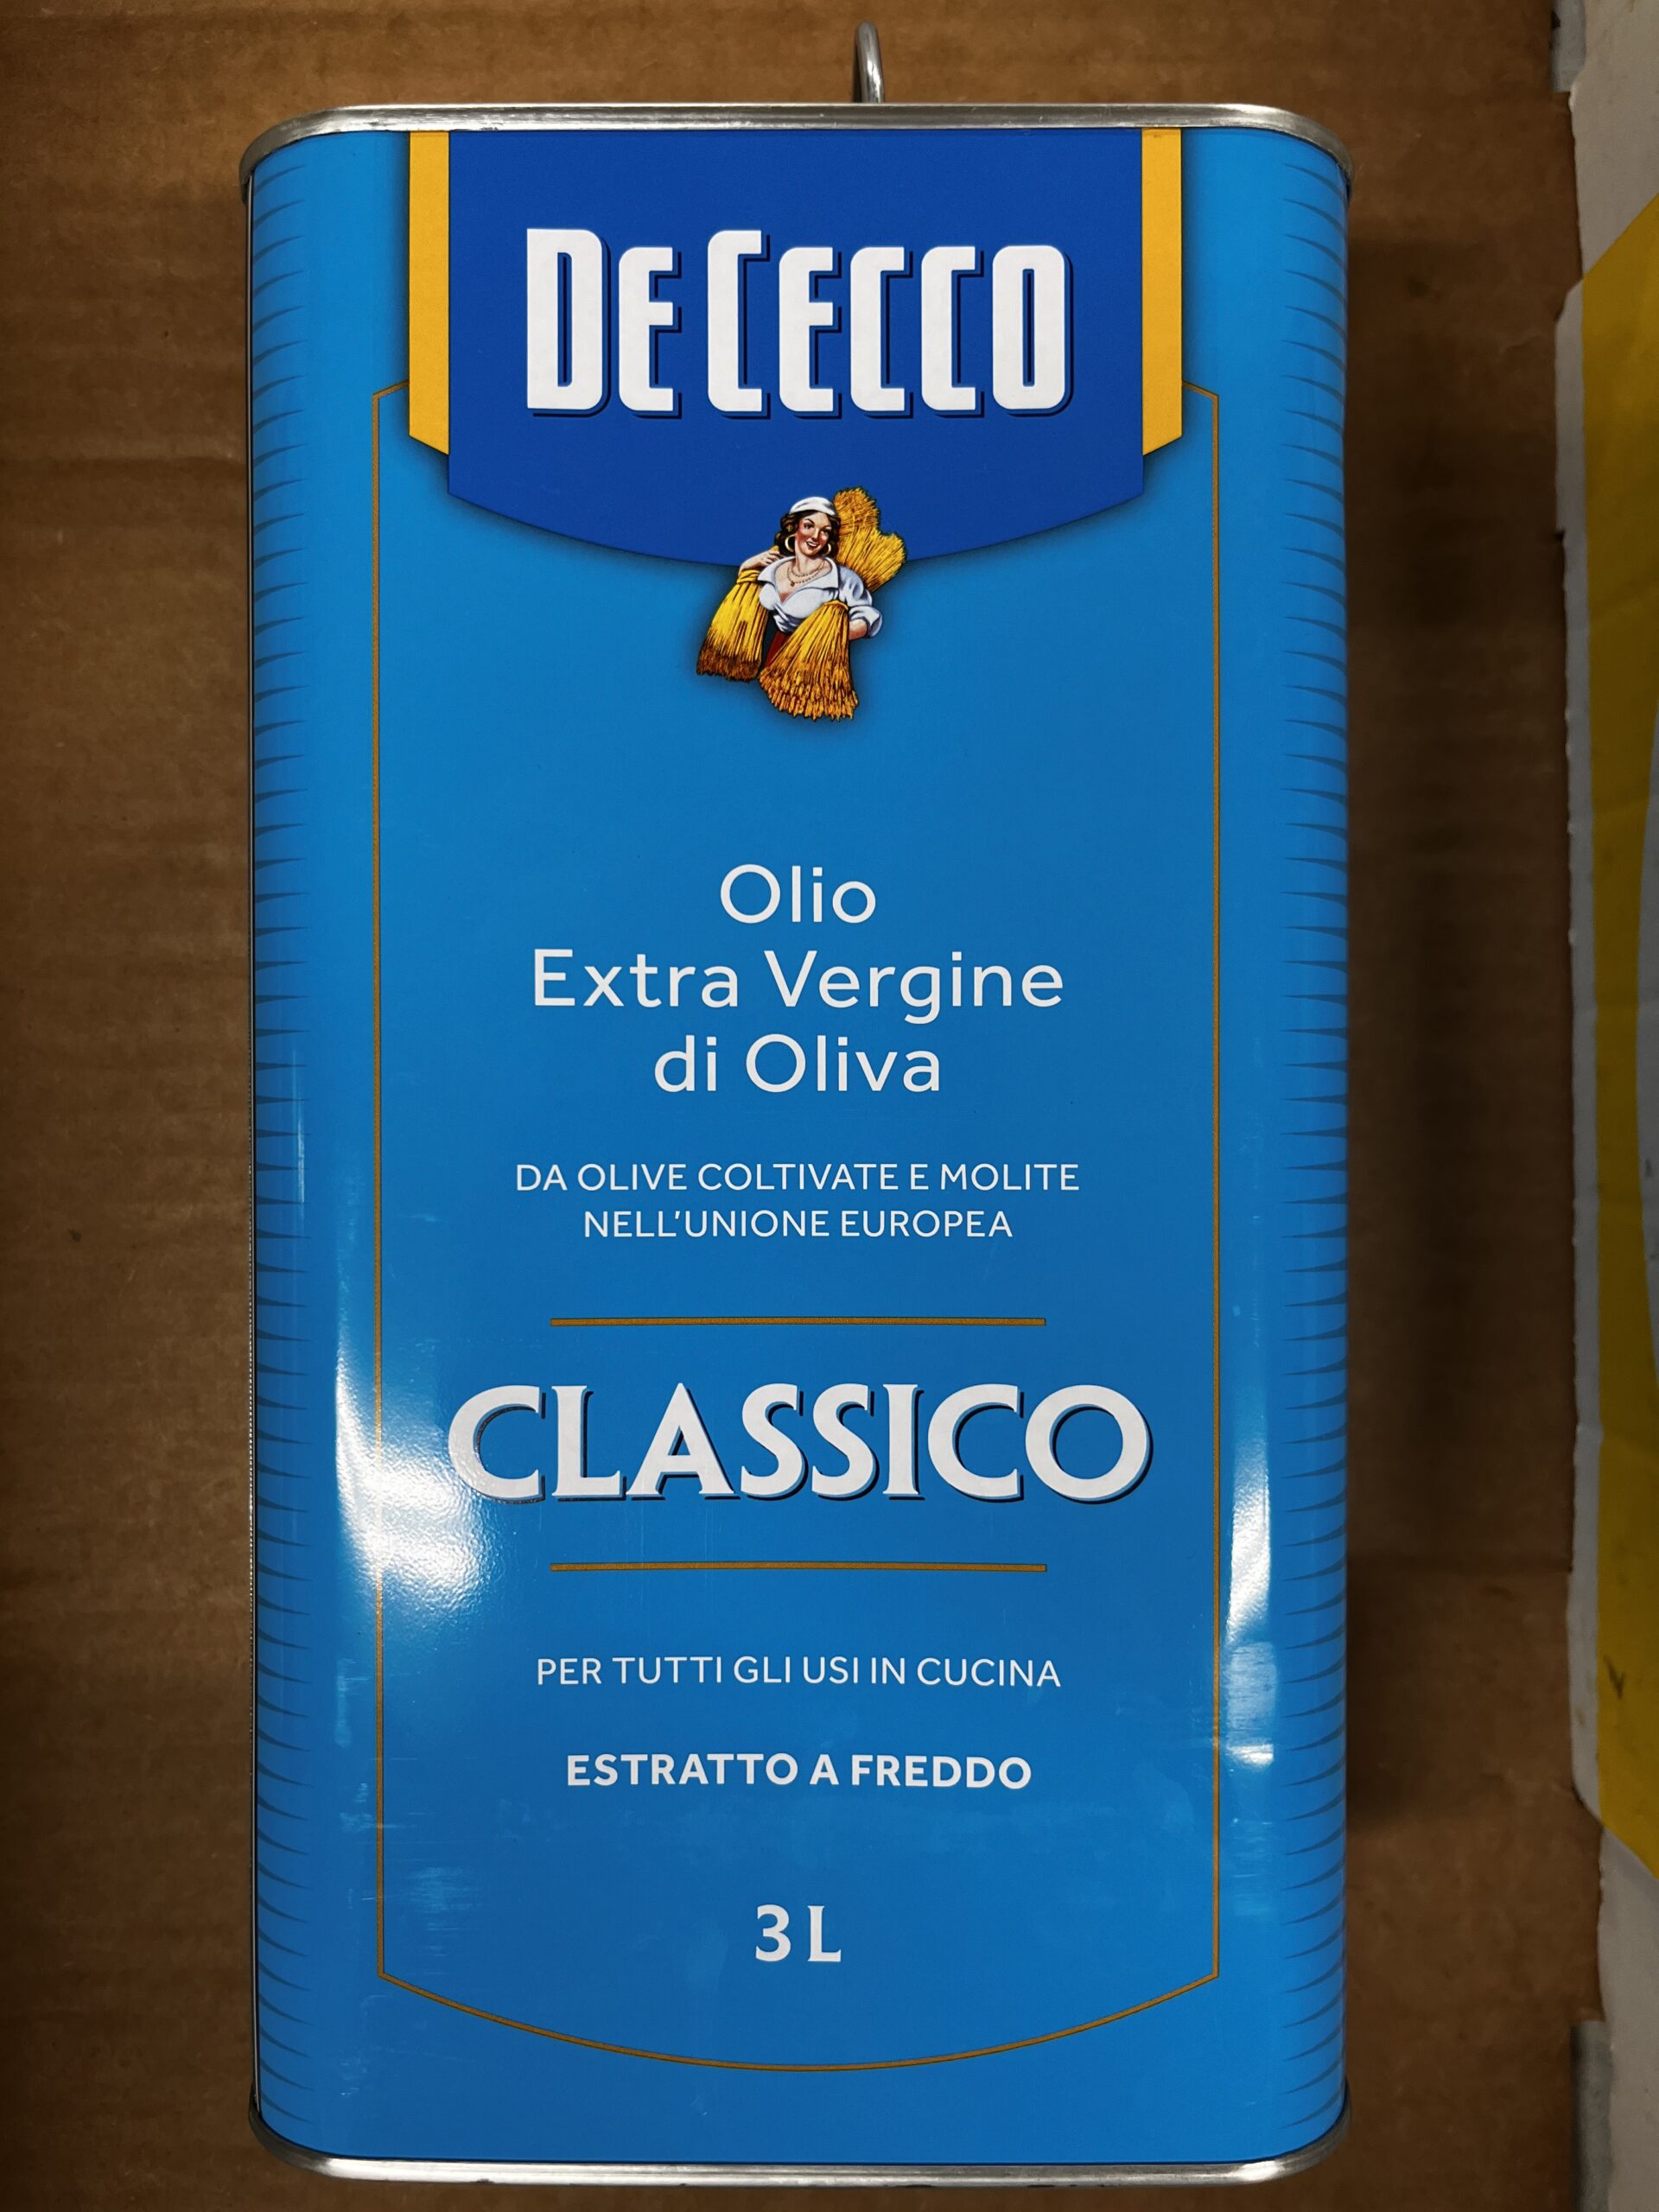 DE CECCO
Olio
Extra Vergine
di Oliva
DA OLIVE COLTIVATE E MOLITE
NELL'UNIONE EUROPEA
CLASSICO
PER TUTTI GLI USI IN CUCINA
ESTRATTO A FREDDO
3 L